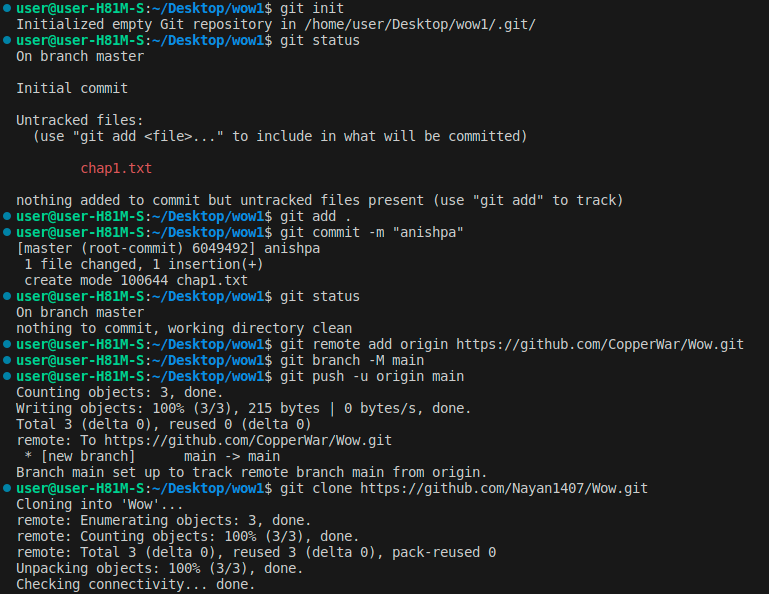 user@user-H81M-S:~/Desktop/wow1$ git init
Initialized empty Git repository in /home/user/Desktop/wow1/.git/
user@user-H81M-S:~/Desktop/wow1$ git status
On branch master
Initial commit
Untracked files:
  (use "git add <file>..." to include in what will be committed)
        chap1.txt
nothing added to commit but untracked files present (use "git add" to track)
user@user-H81M-S:~/Desktop/wow1$ git add .
user@user-H81M-S:~/Desktop/wow1$ git commit -m "anishpa"
[master (root-commit) 6049492] anishpa
 1 file changed, 1 insertion(+)
 create mode 100644 chap1.txt
user@user-H81M-S:~/Desktop/wow1$ git status
On branch master
nothing to commit, working directory clean
user@user-H81M-S:~/Desktop/wow1$ git remote add origin https://github.com/CopperWar/Wow.git
user@user-H81M-S:~/Desktop/wow1$ git branch -M main
user@user-H81M-S:~/Desktop/wow1$ git push -u origin main
Counting objects: 3, done.
Writing objects: 100% (3/3), 215 bytes | 0 bytes/s, done.
Total 3 (delta 0), reused 0 (delta 0)
remote: To https://github.com/CopperWar/Wow.git
 * [new branch]      main -> main
Branch main set up to track remote branch main from origin.
user@user-H81M-S:~/Desktop/wow1$ git clone https://github.com/Nayan1407/Wow.git
Cloning into 'Wow'...
remote: Enumerating objects: 3, done.
remote: Counting objects: 100% (3/3), done.
remote: Total 3 (delta 0), reused 3 (delta 0), pack-reused 0
Unpacking objects: 100% (3/3), done.
Checking connectivity... done.